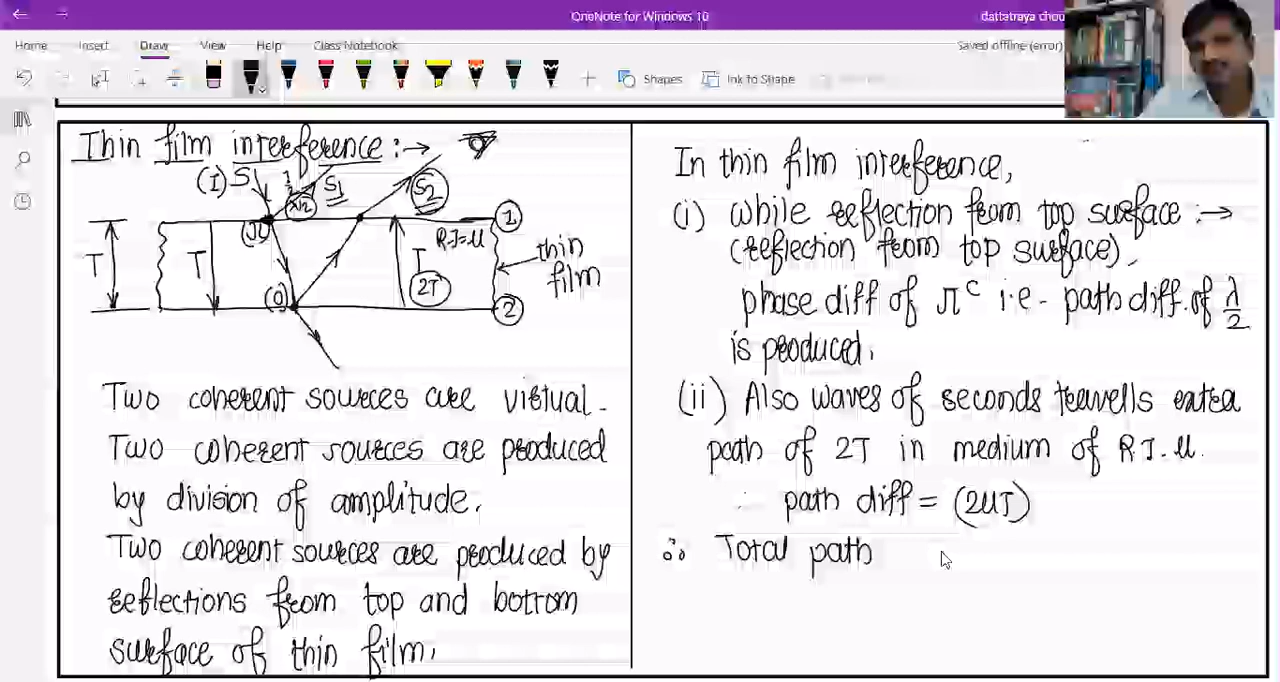 OneNote for Windows 10
dattatraya chou
Home Insert Draw View Help Class Notebook
Saved offline (error)
Shapes Ink to Shape
Thin film interference :→
(I) S S1 S2
λ/2
(π) R.I=μ 1
T T T thin
film
2T
(0) 2
Two coherent sources are virtual.
Two coherent sources are produced
by division of amplitude.
Two coherent sources are produced by
reflections from top and bottom
surface of thin film.
In thin film interference,
(i) while reflection from top surface :→
(reflection from top surface),
phase diff of π^c i.e. path diff. of λ/2
is produced.
(ii) Also waves of seconds travells extra
path of 2T in medium of R.I. μ.
∴ path diff = (2μT)
∴ Total path